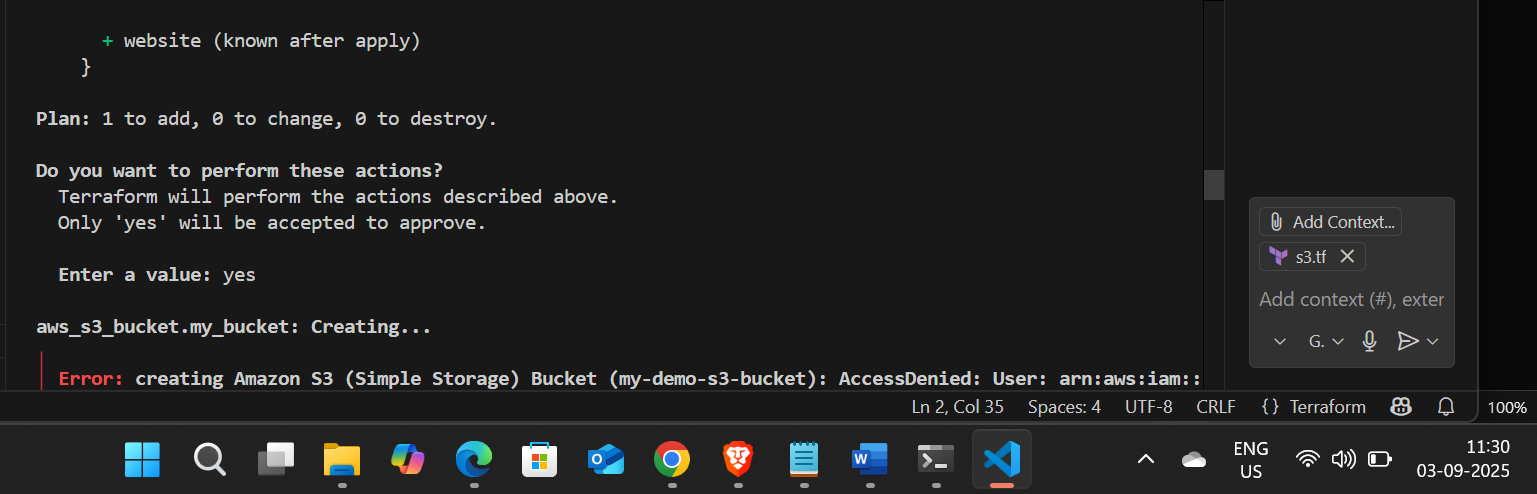 + website (known after apply)
}
Plan: 1 to add, 0 to change, 0 to destroy.
Do you want to perform these actions?
Terraform will perform the actions described above.
Only 'yes' will be accepted to approve.
Enter a value: yes
aws_s3_bucket.my_bucket: Creating...
Error: creating Amazon S3 (Simple Storage) Bucket (my-demo-s3-bucket): AccessDenied: User: arn:aws:iam::
Add Context...
s3.tf
Add context (#), exter
G.
Ln 2, Col 35 Spaces: 4 UTF-8 CRLF {} Terraform
100%
ENG
US
11:30
03-09-2025